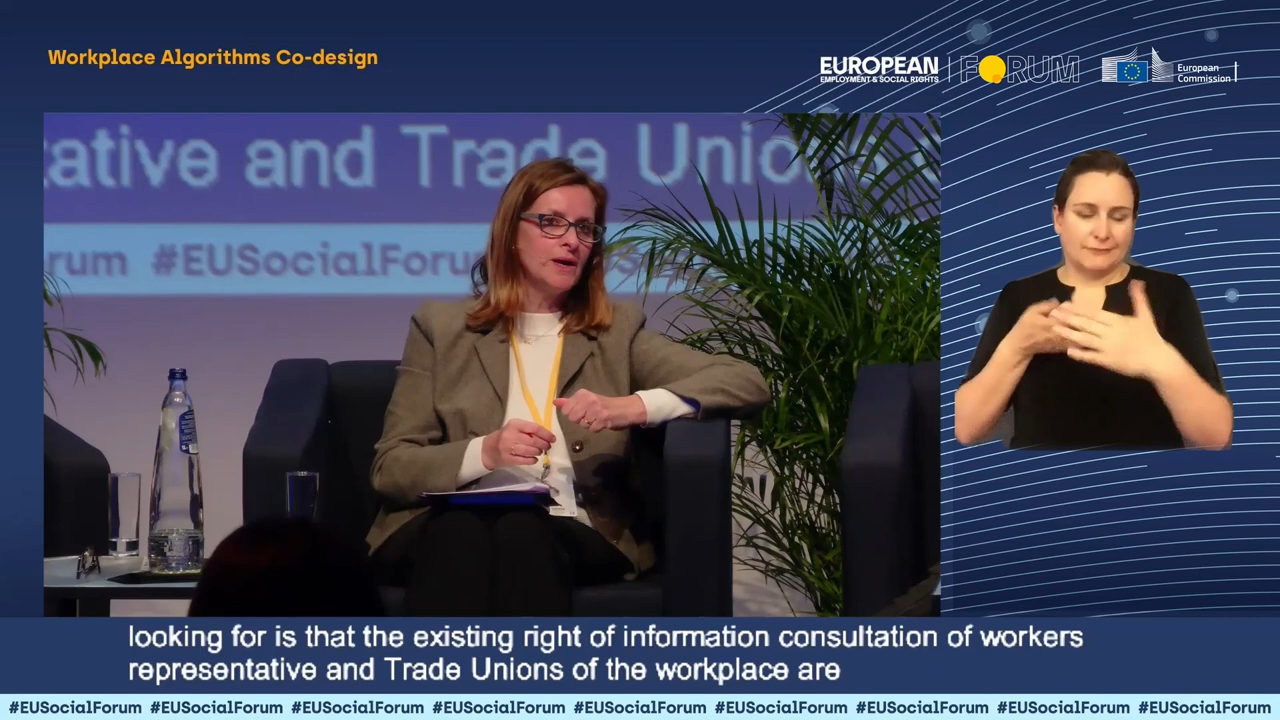 Workplace Algorithms Co-design
EUROPEAN
EMPLOYMENT & SOCIAL RIGHTS
FORUM
European
Commission
tative and Trade Unio
rum #EUSocialForu
looking for is that the existing right of information consultation of workers
representative and Trade Unions of the workplace are
#EUSocialForum #EUSocialForum #EUSocialForum #EUSocialForum #EUSocialForum #EUSocialForum #EUSocialForum #EUSocialForum #EUSocialForum